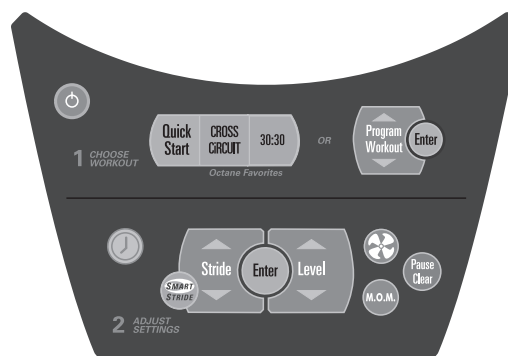 Quick
Start
CROSS
CiRCUIT
30:30
OR
Program
Workout
Enter
1 CHOOSE
WORKOUT
Octane Favorites
Stride
Enter
Level
SMART
STRIDE
Pause
Clear
M.O.M.
2 ADJUST
SETTINGS